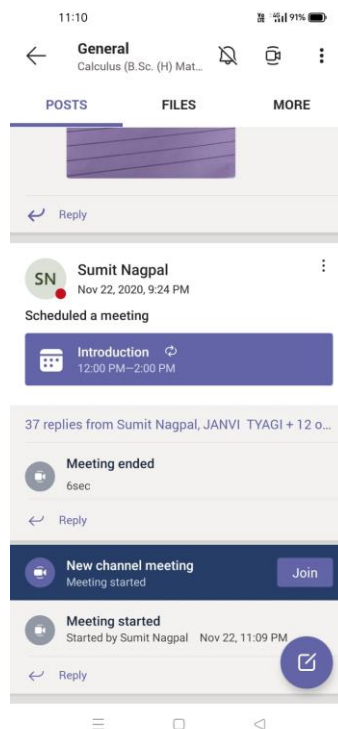 11:10
91%
General
Calculus (B.Sc. (H) Mat...
POSTS FILES MORE
Reply
SN
Sumit Nagpal
Nov 22, 2020, 9:24 PM
Scheduled a meeting
Introduction
12:00 PM–2:00 PM
37 replies from Sumit Nagpal, JANVI TYAGI + 12 o...
Meeting ended
6sec
Reply
New channel meeting
Meeting started
Join
Meeting started
Started by Sumit Nagpal Nov 22, 11:09 PM
Reply